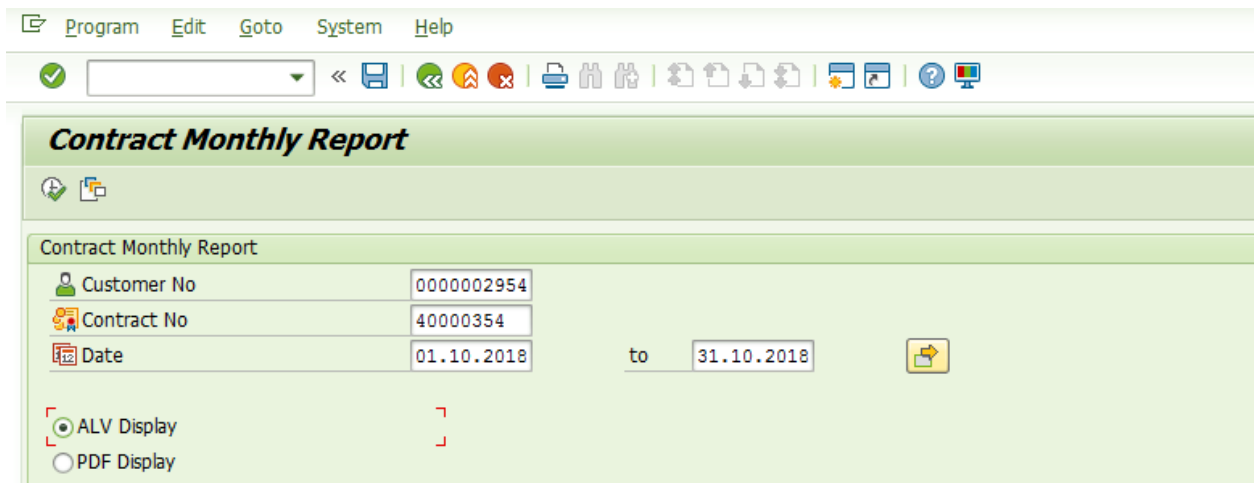 Program Edit Goto System Help
Contract Monthly Report
Contract Monthly Report
Customer No 0000002954
Contract No 40000354
Date 01.10.2018 to 31.10.2018
ALV Display
PDF Display